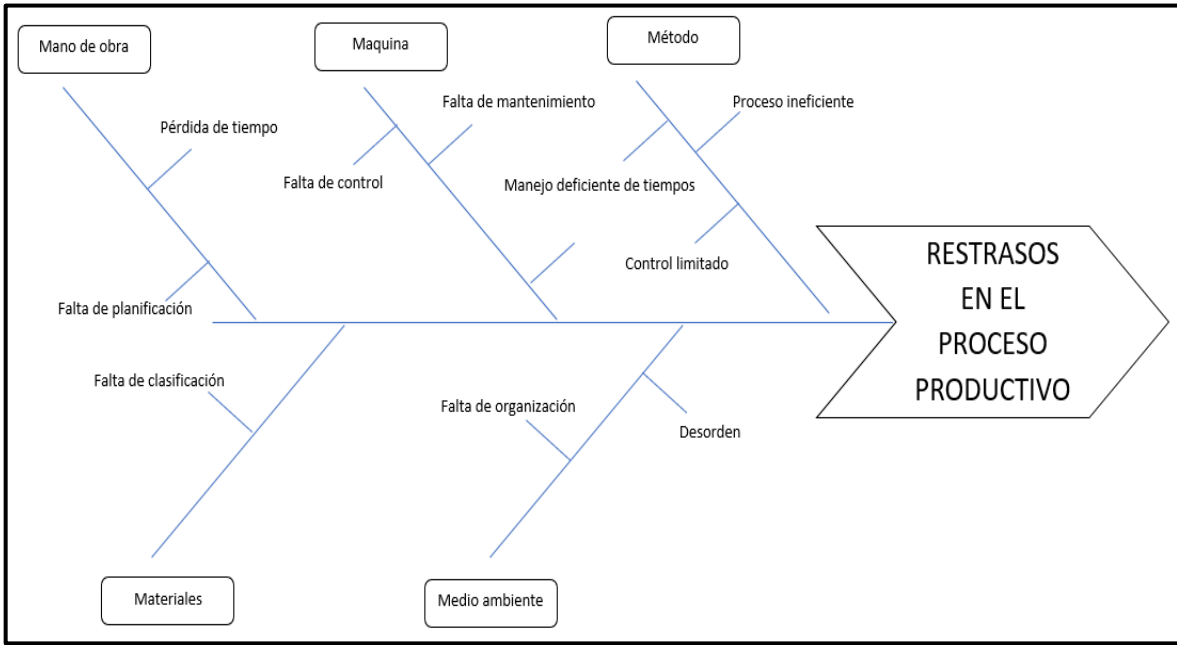 Mano de obra
Maquina
Método
Pérdida de tiempo
Falta de planificación
Falta de mantenimiento
Falta de control
Proceso ineficiente
Manejo deficiente de tiempos
Control limitado
RESTRASOS
EN EL
PROCESO
PRODUCTIVO
Falta de clasificación
Falta de organización
Desorden
Materiales
Medio ambiente